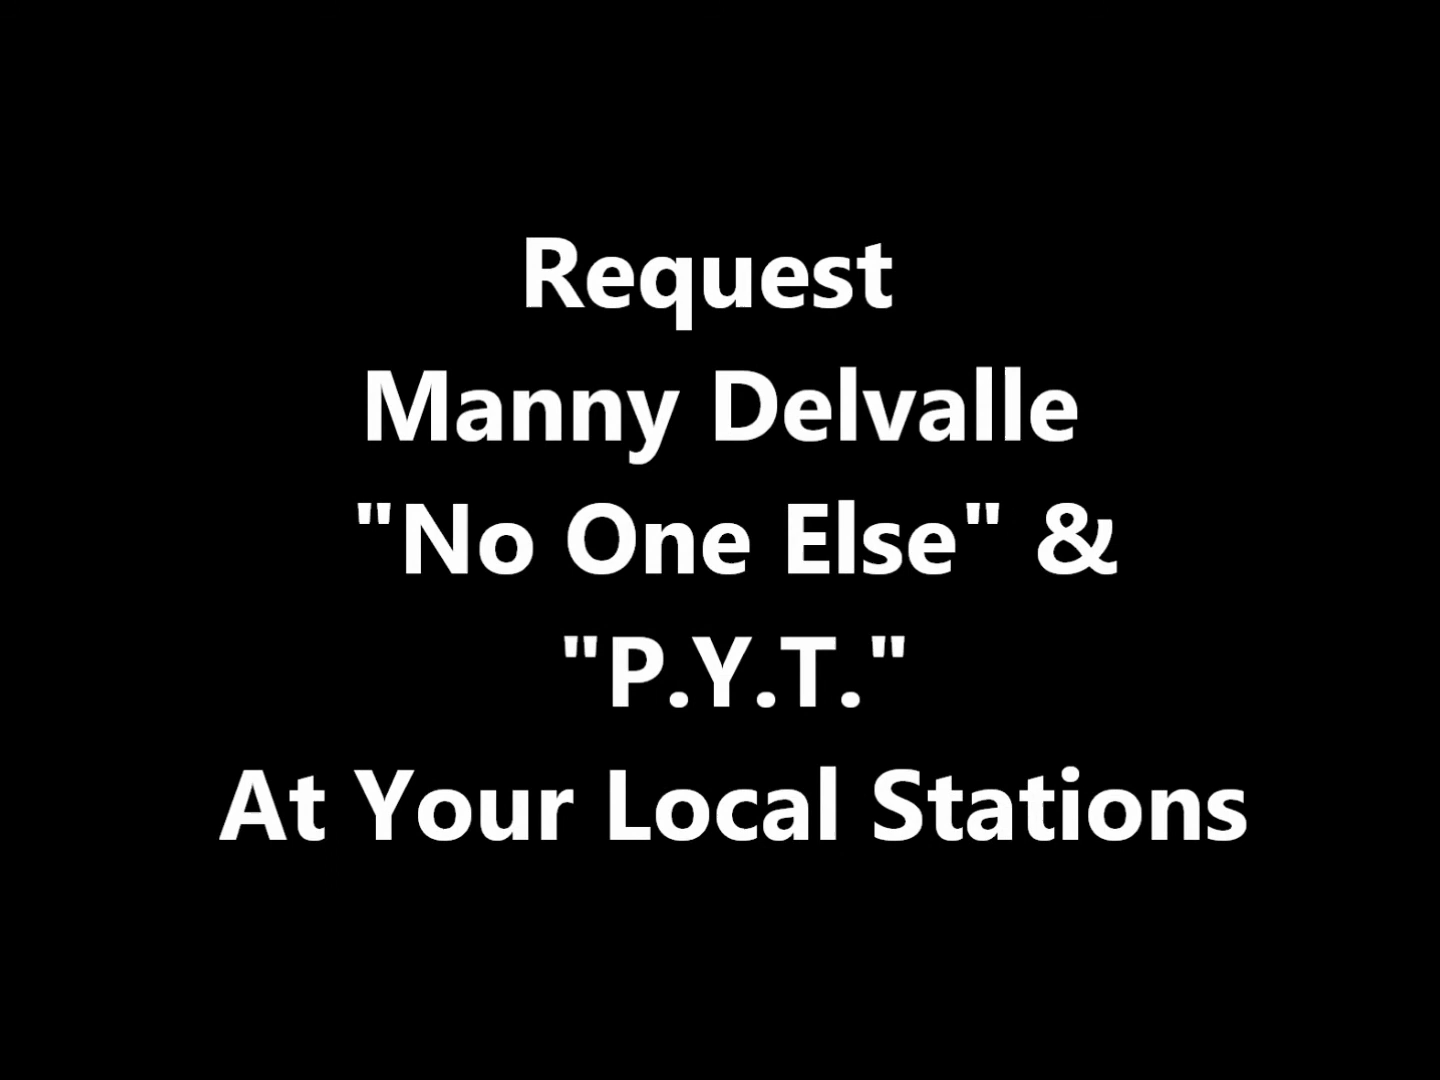 Request
Manny Delvalle
"No One Else" &
"P.Y.T."
At Your Local Stations